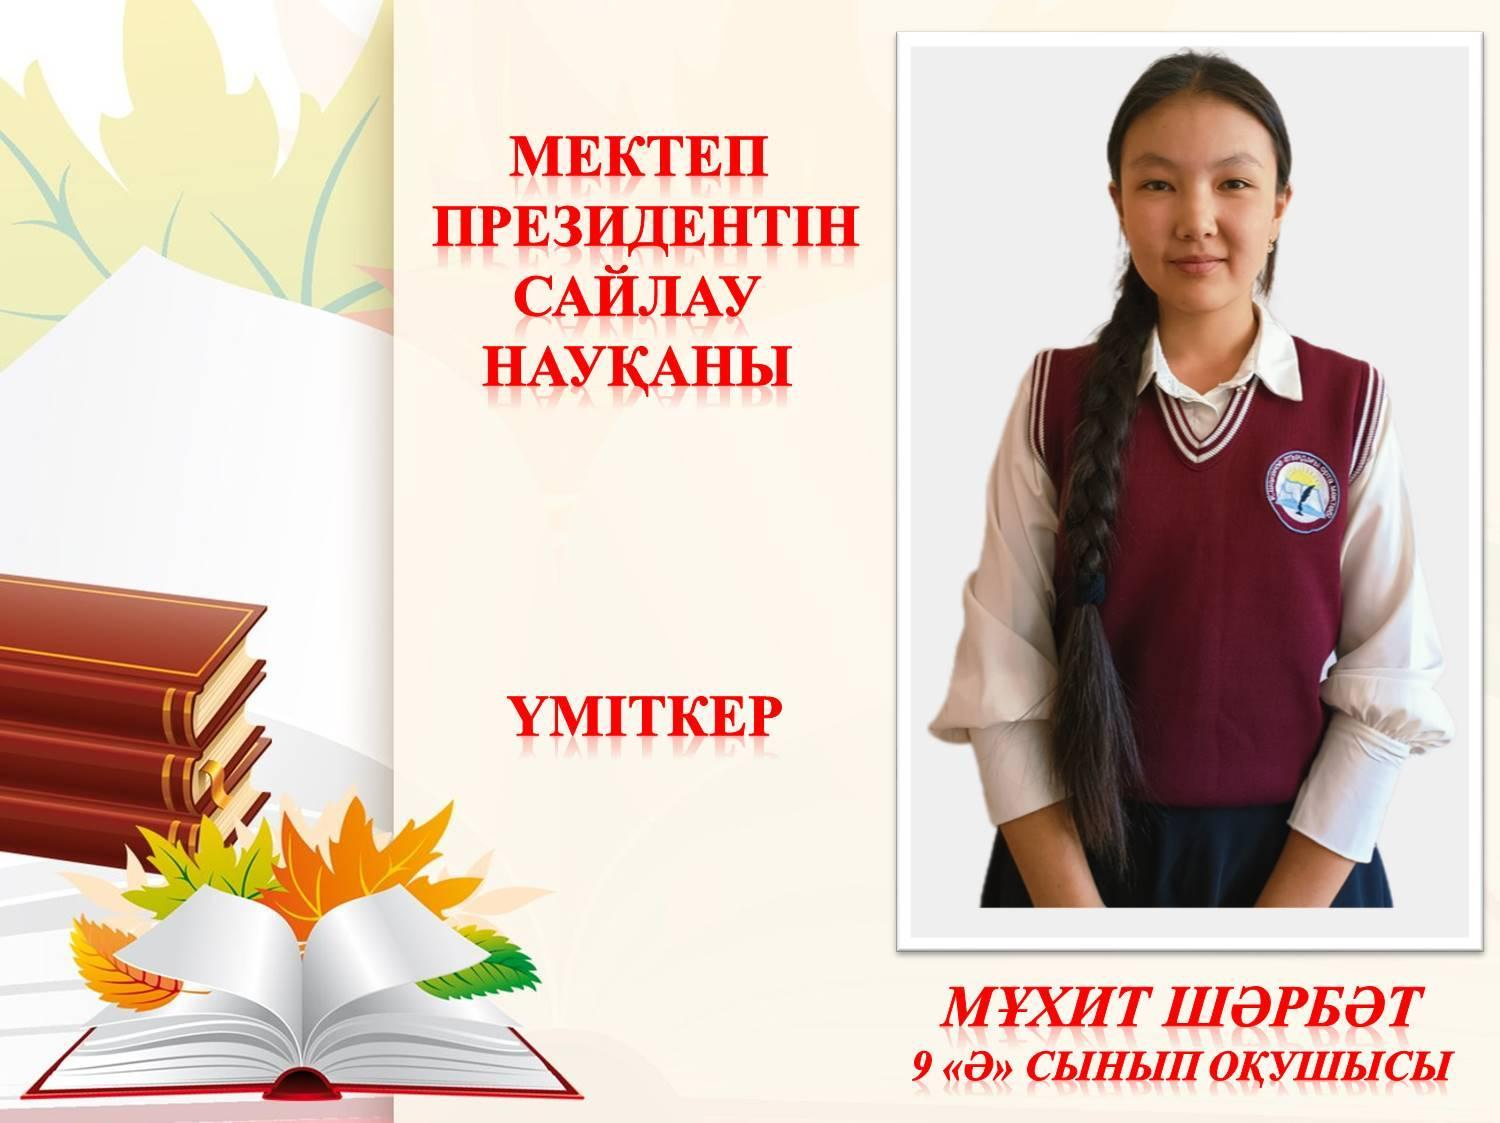 МЕКТЕП
ПРЕЗИДЕНТІН
САЙЛАУ
НАУҚАНЫ
ҮМІТКЕР
МҰХИТ ШӘРБӘТ
9 «Ә» СЫНЫП ОҚУШЫСЫ